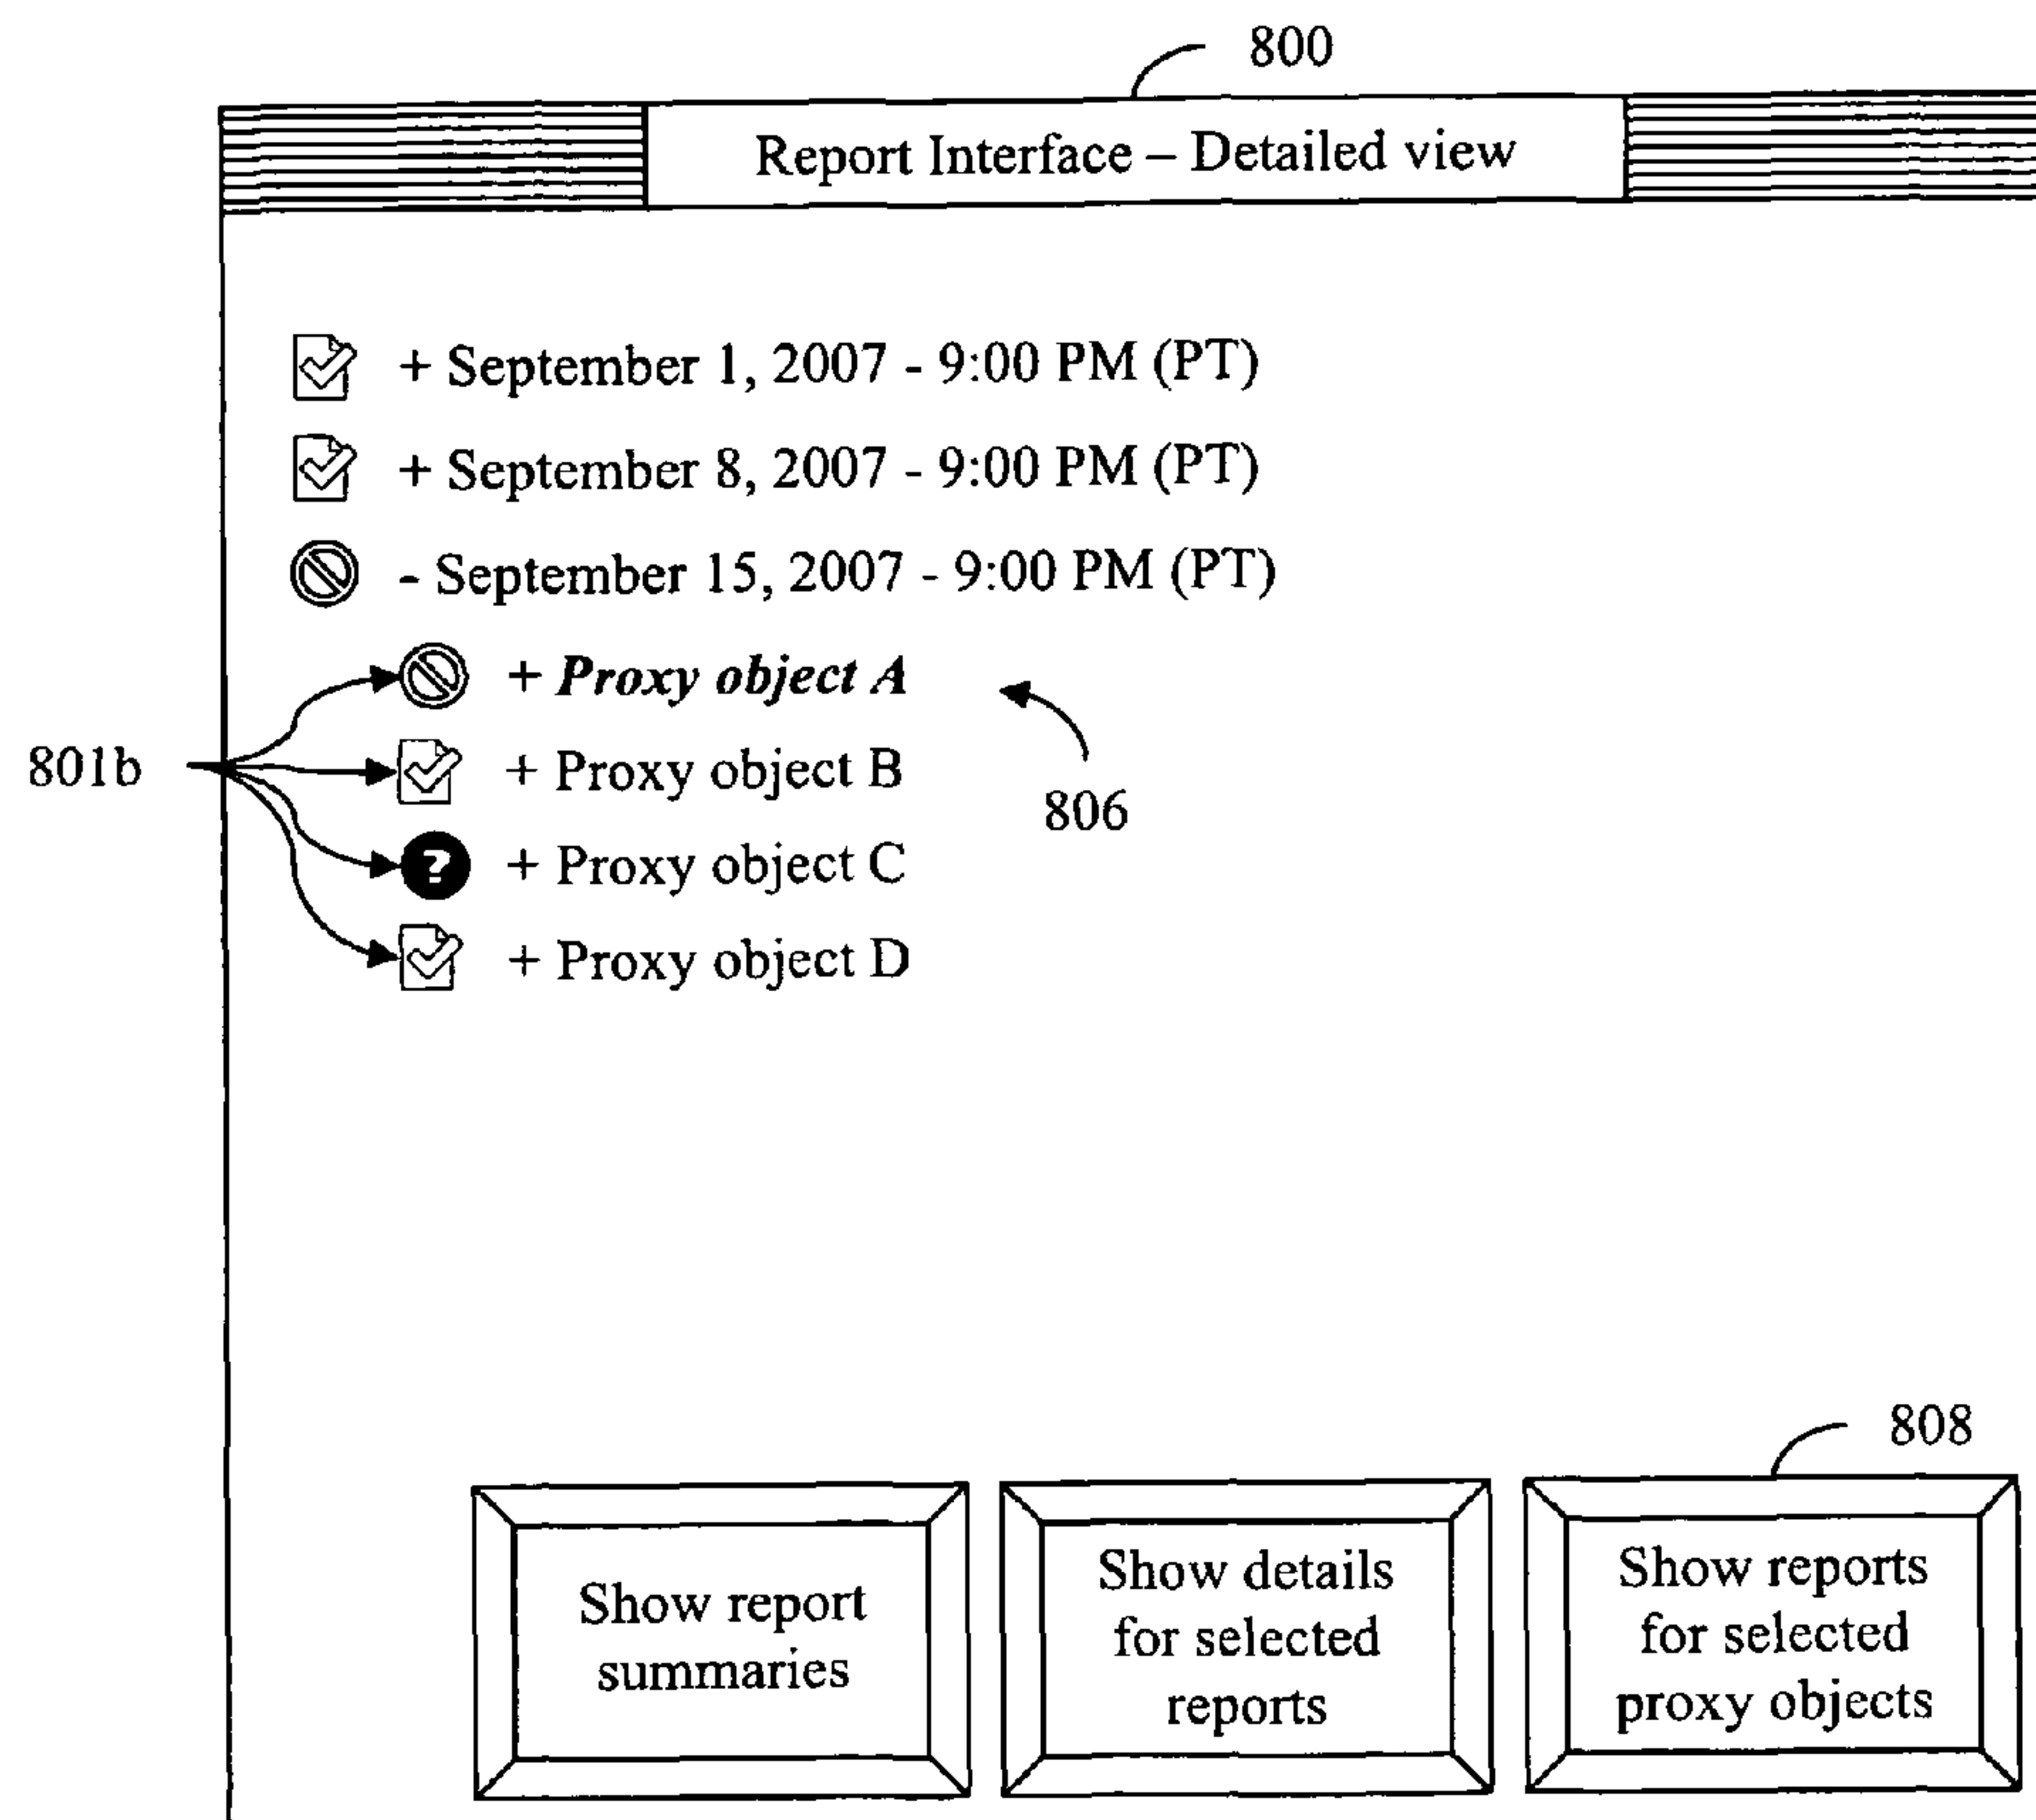 800
Report Interface – Detailed view
+ September 1, 2007 - 9:00 PM (PT)
+ September 8, 2007 - 9:00 PM (PT)
- September 15, 2007 - 9:00 PM (PT)
+ Proxy object A
801b
+ Proxy object B
806
? + Proxy object C
+ Proxy object D
808
Show report
summaries
Show details
for selected
reports
Show reports
for selected
proxy objects